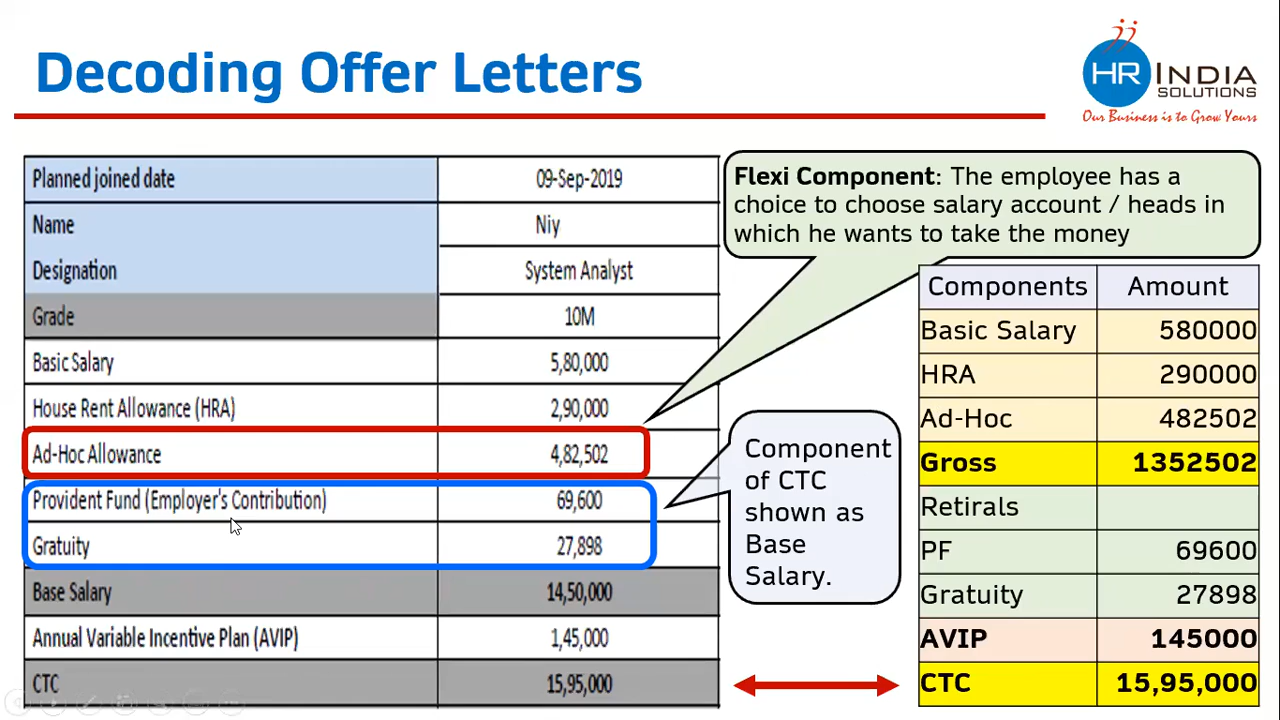 Decoding Offer Letters
HR INDIA
SOLUTIONS
Our Business is to Grow Yours
Planned joined date 09-Sep-2019
Name Niy
Designation System Analyst
Grade 10M
Basic Salary 5,80,000
House Rent Allowance (HRA) 2,90,000
Ad-Hoc Allowance 4,82,502
Provident Fund (Employer's Contribution) 69,600
Gratuity 27,898
Base Salary 14,50,000
Annual Variable Incentive Plan (AVIP) 1,45,000
CTC 15,95,000
Flexi Component: The employee has a
choice to choose salary account / heads in
which he wants to take the money
Component
of CTC
shown as
Base
Salary.
Components Amount
Basic Salary 580000
HRA 290000
Ad-Hoc 482502
Gross 1352502
Retirals
PF 69600
Gratuity 27898
AVIP 145000
CTC 15,95,000